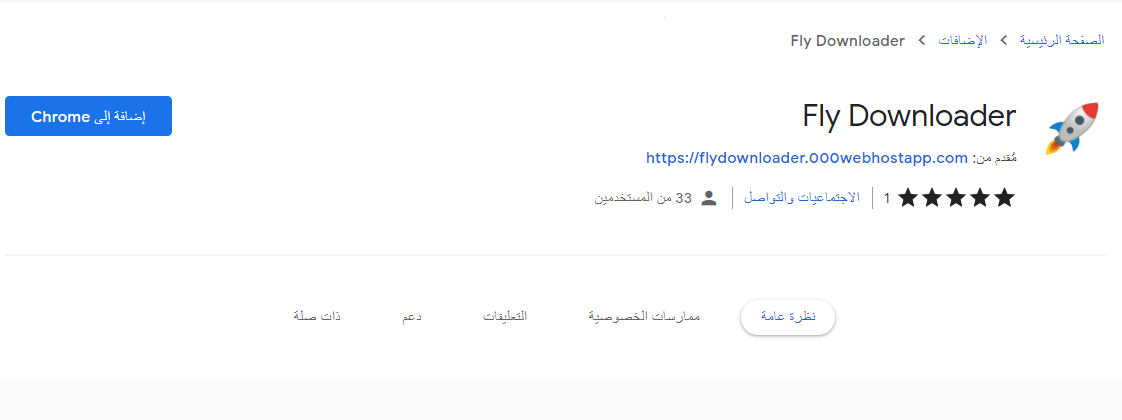 الصفحة الرئيسية > الإضافات > Fly Downloader
Fly Downloader
إضافة إلى Chrome
مُقدم من: https://flydownloader.000webhostapp.com
★★★★★ 1 | الاجتماعيات والتواصل | 33 من المستخدمين
نظرة عامة
ممارسات الخصوصية
التعليقات
دعم
ذات صلة